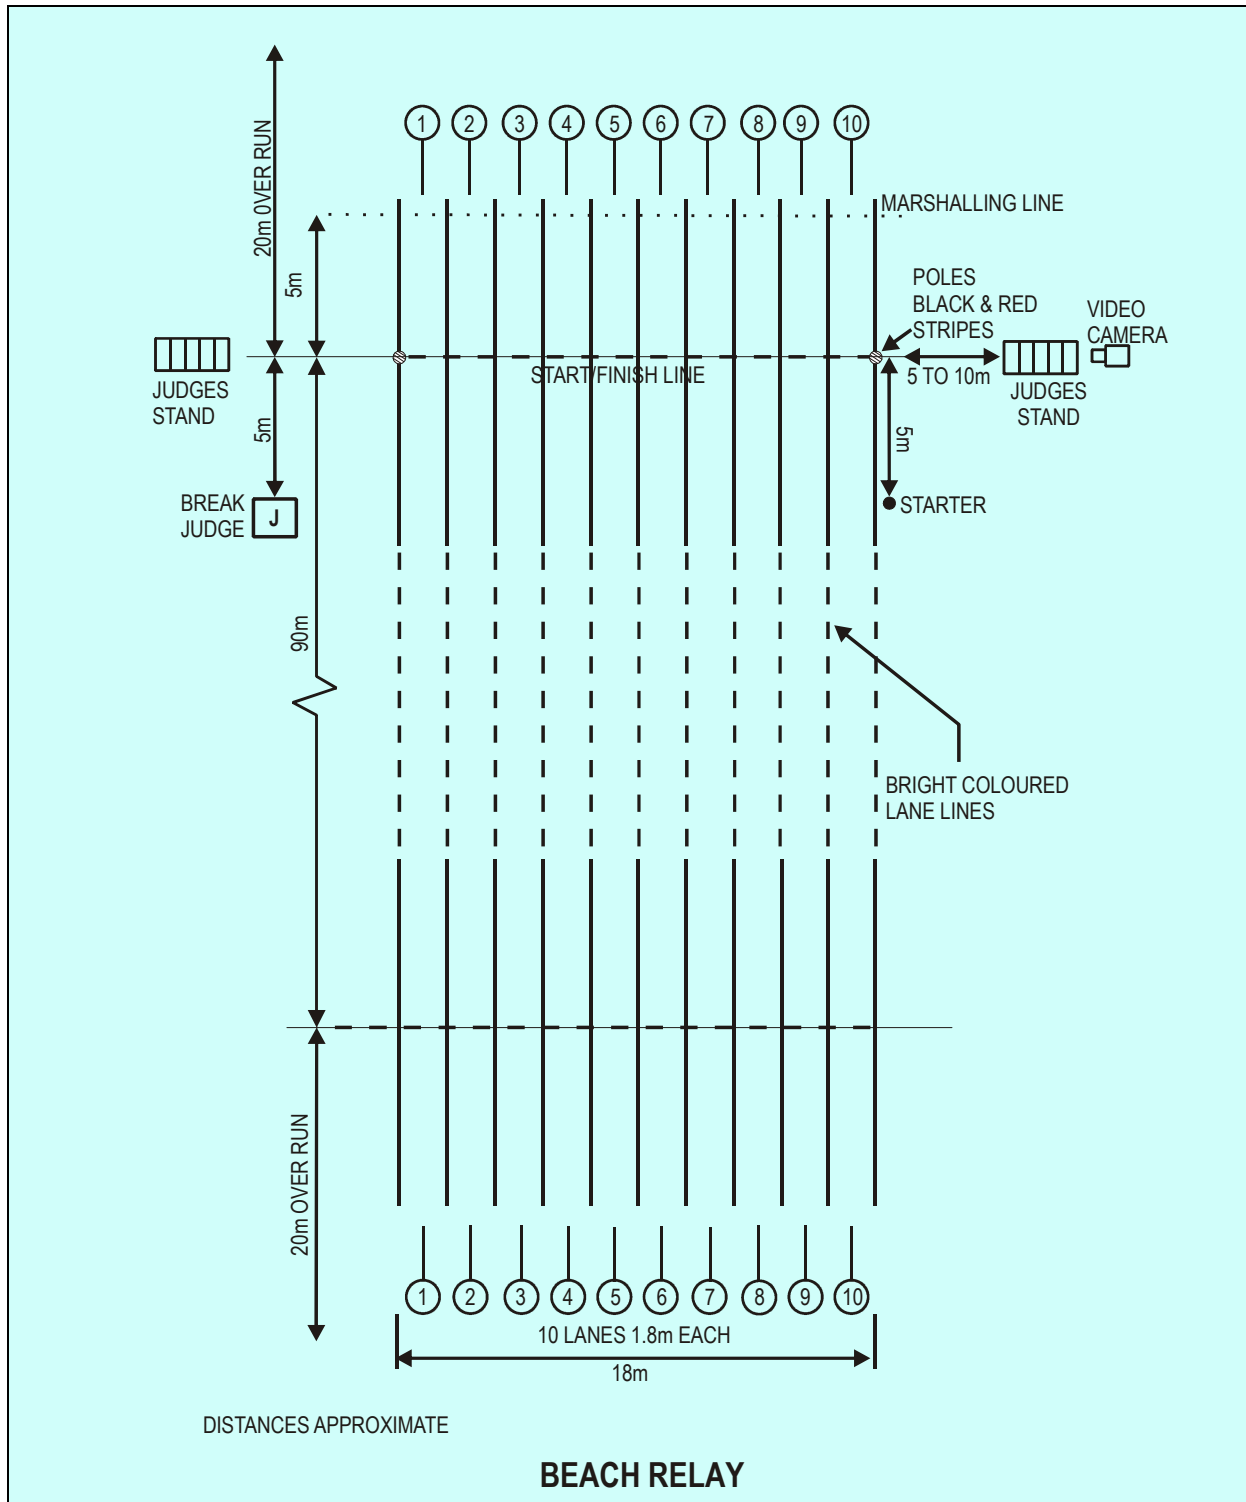 1 2 3 4 5 6 7 8 9 10
20m 0VER RUN
MARSHALLING LINE
5m
POLES
BLACK & RED
STRIPES
VIDEO
CAMERA
START/FINISH LINE
5 TO 10m
JUDGES
STAND
JUDGES
STAND
5m
5m
BREAK
JUDGE
J
STARTER
90m
BRIGHT COLOURED
LANE LINES
20m OVER RUN
1 2 3 4 5 6 7 8 9 10
10 LANES 1.8m EACH
18m
DISTANCES APPROXIMATE
BEACH RELAY